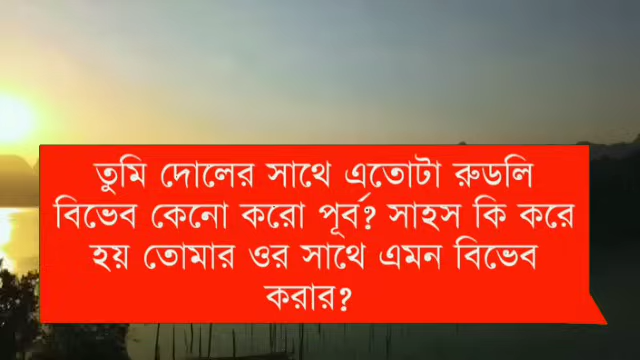 তুমি দোলের সাথে এতোটা রুডলি
বিভেব কেনো করো পূর্ব? সাহস কি করে
হয় তোমার ওর সাথে এমন বিভেব
করার?